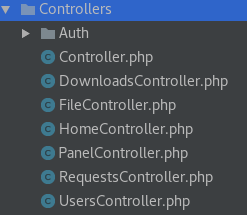 Controllers
Auth
Controller.php
DownloadsController.php
FileController.php
HomeController.php
PanelController.php
RequestsController.php
UsersController.php